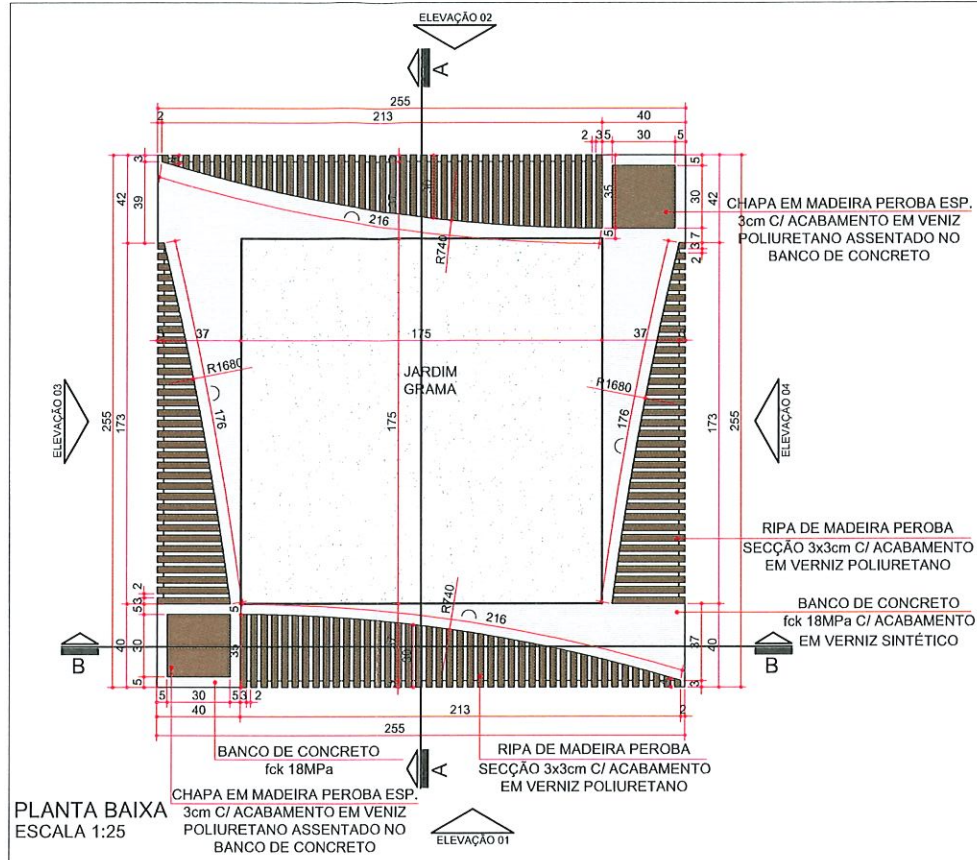 ELEVAÇÃO 02
A
255
2 213 40
2 35 30 5
3
42
39
35
5
5
30
37
42
2 3
216
R740
CHAPA EM MADEIRA PEROBA ESP.
3cm C/ ACABAMENTO EM VENIZ
POLIURETANO ASSENTADO NO
BANCO DE CONCRETO
37 175 37
R1680
R1680
JARDIM
GRAMA
ELEVAÇÃO 03
255
173
176
175
176
173
255
ELEVAÇÃO 04
RIPA DE MADEIRA PEROBA
SECÇÃO 3x3cm C/ ACABAMENTO
EM VERNIZ POLIURETANO
2
53
5
R740
216
BANCO DE CONCRETO
fck 18MPa C/ ACABAMENTO
EM VERNIZ SINTÉTICO
40
30
5
35
30
37
40
3
B
B
5 30 53 2
40 213 2
255
BANCO DE CONCRETO
fck 18MPa
A
RIPA DE MADEIRA PEROBA
SECÇÃO 3x3cm C/ ACABAMENTO
EM VERNIZ POLIURETANO
CHAPA EM MADEIRA PEROBA ESP.
3cm C/ ACABAMENTO EM VENIZ
POLIURETANO ASSENTADO NO
BANCO DE CONCRETO
ELEVAÇÃO 01
PLANTA BAIXA
ESCALA 1:25